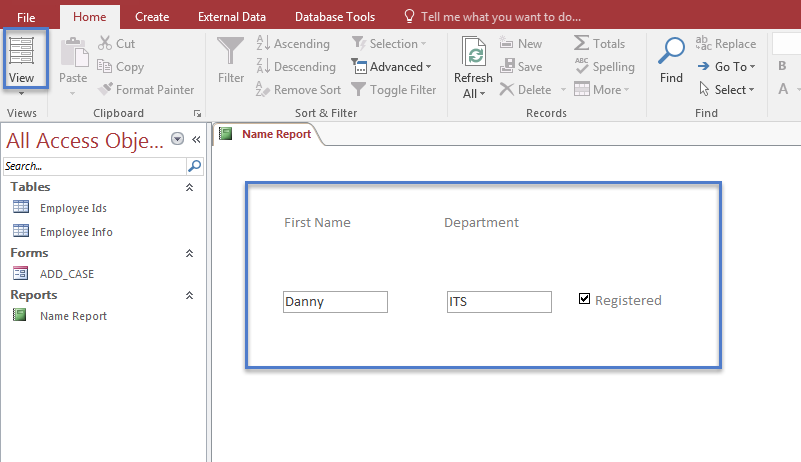 File Home Create External Data Database Tools Tell me what you want to do...
View
Views
Paste
Cut
Copy
Format Painter
Clipboard
Filter
Ascending
Descending
Remove Sort
Selection
Advanced
Toggle Filter
Sort & Filter
Refresh
All
New
Save
Delete
Totals
Spelling
More
Records
Find
Replace
Go To
Select
Find
B
A
All Access Obje...
Search...
Tables
Employee Ids
Employee Info
Forms
ADD_CASE
Reports
Name Report
Name Report
First Name Department
Danny ITS Registered